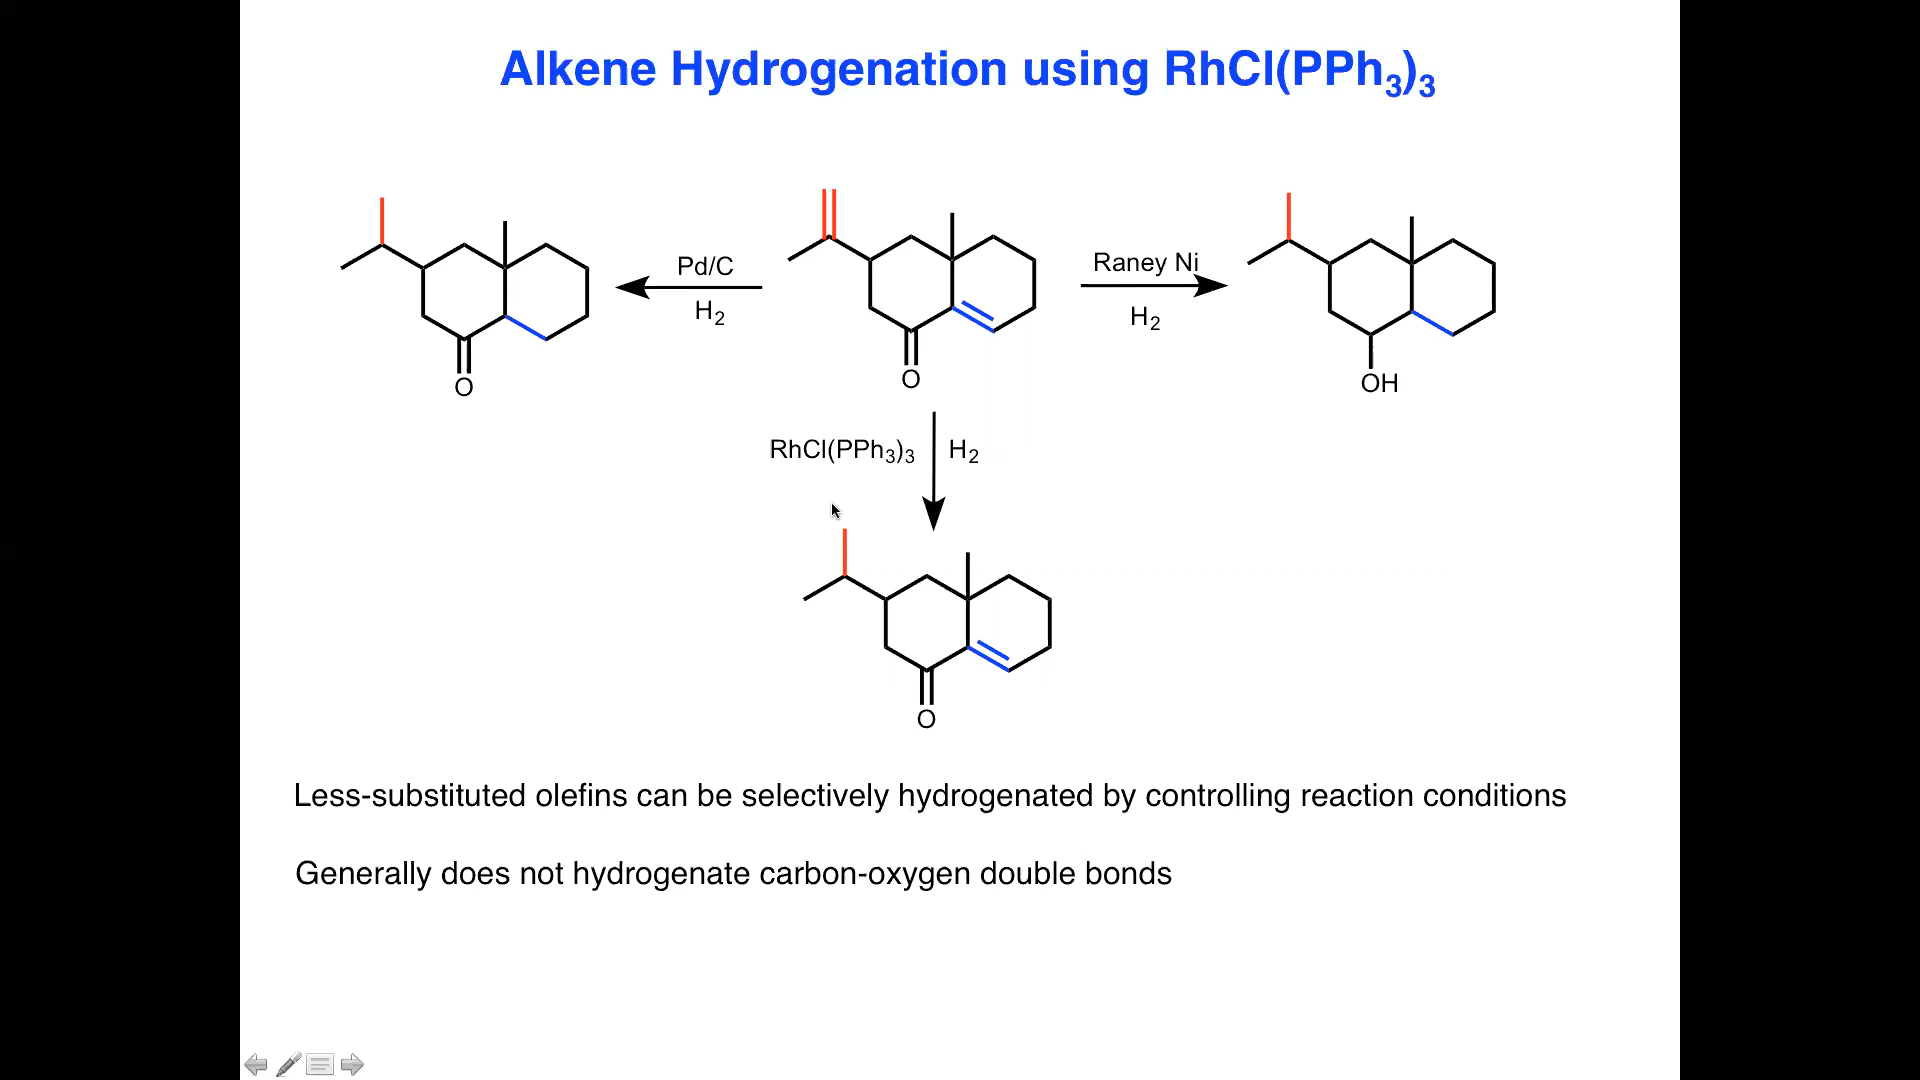 Alkene Hydrogenation using RhCl(PPh₃)₃
Pd/C
H₂
O
O
Raney Ni
H₂
OH
RhCl(PPh₃)₃
H₂
O
Less-substituted olefins can be selectively hydrogenated by controlling reaction conditions
Generally does not hydrogenate carbon-oxygen double bonds